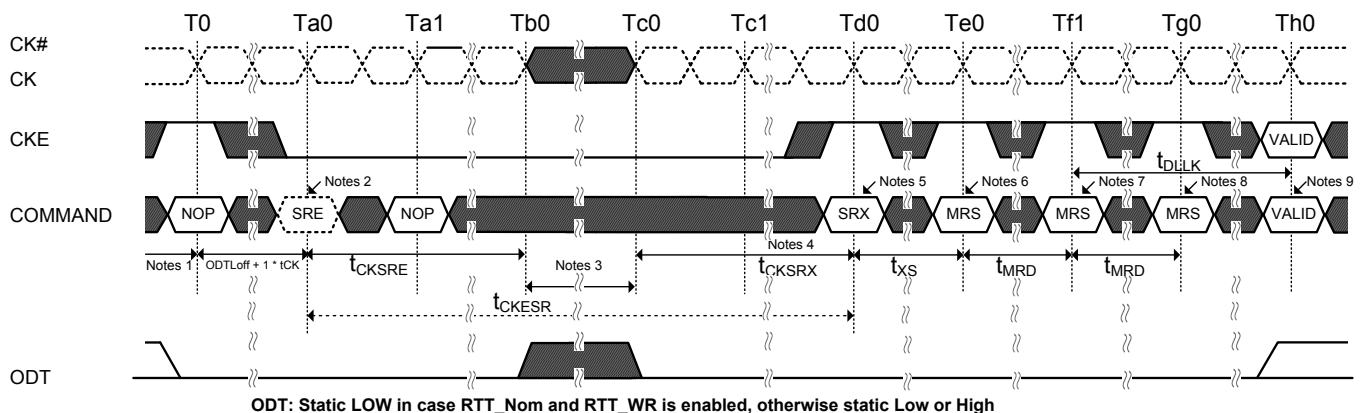 T0 Ta0 Ta1 Tb0 Tc0 Tc1 Td0 Te0 Tf1 Tg0 Th0
CK#
CK
CKE
VALID
tDLLK
Notes 2 Notes 5 Notes 6 Notes 7 Notes 8 Notes 9
COMMAND
NOP SRE NOP SRX MRS MRS MRS VALID
Notes 1 ODTLoff + 1 * tCK tCKSRE Notes 3 Notes 4 tCKSRX tXS tMRD tMRD
tCKESR
ODT
ODT: Static LOW in case RTT_Nom and RTT_WR is enabled, otherwise static Low or High